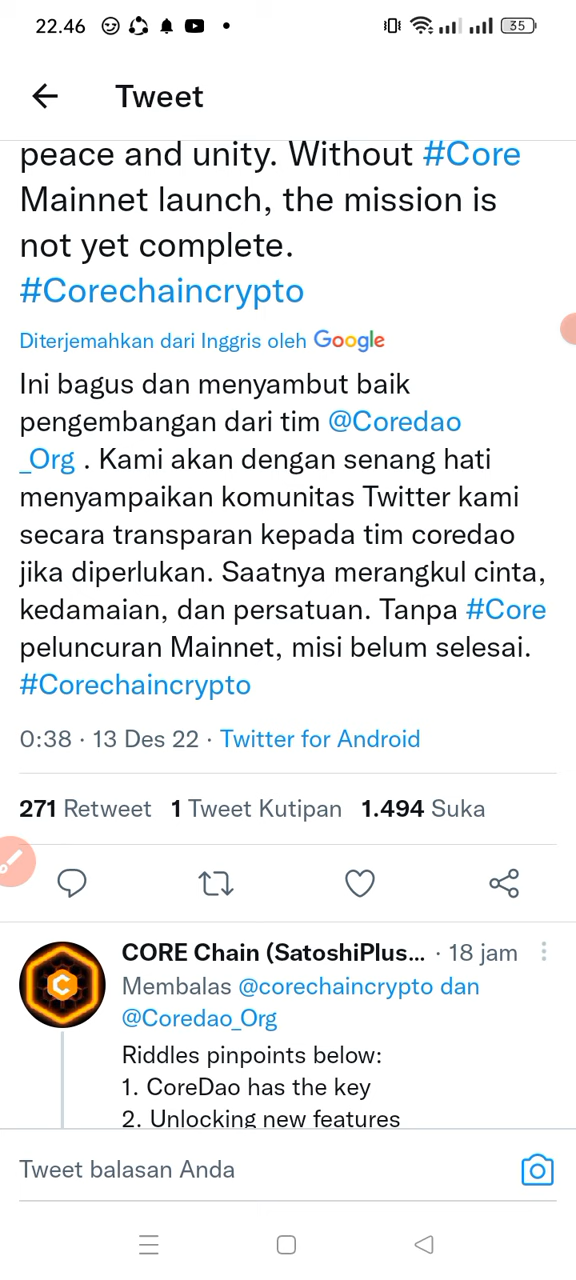 22.46
35
Tweet
peace and unity. Without #Core
Mainnet launch, the mission is
not yet complete.
#Corechaincrypto
Diterjemahkan dari Inggris oleh Google
Ini bagus dan menyambut baik
pengembangan dari tim @Coredao
_Org . Kami akan dengan senang hati
menyampaikan komunitas Twitter kami
secara transparan kepada tim coredao
jika diperlukan. Saatnya merangkul cinta,
kedamaian, dan persatuan. Tanpa #Core
peluncuran Mainnet, misi belum selesai.
#Corechaincrypto
0:38 · 13 Des 22 · Twitter for Android
271 Retweet 1 Tweet Kutipan 1.494 Suka
CORE Chain (SatoshiPlus... · 18 jam
Membalas @corechaincrypto dan
@Coredao_Org
Riddles pinpoints below:
1. CoreDao has the key
2. Unlocking new features
Tweet balasan Anda